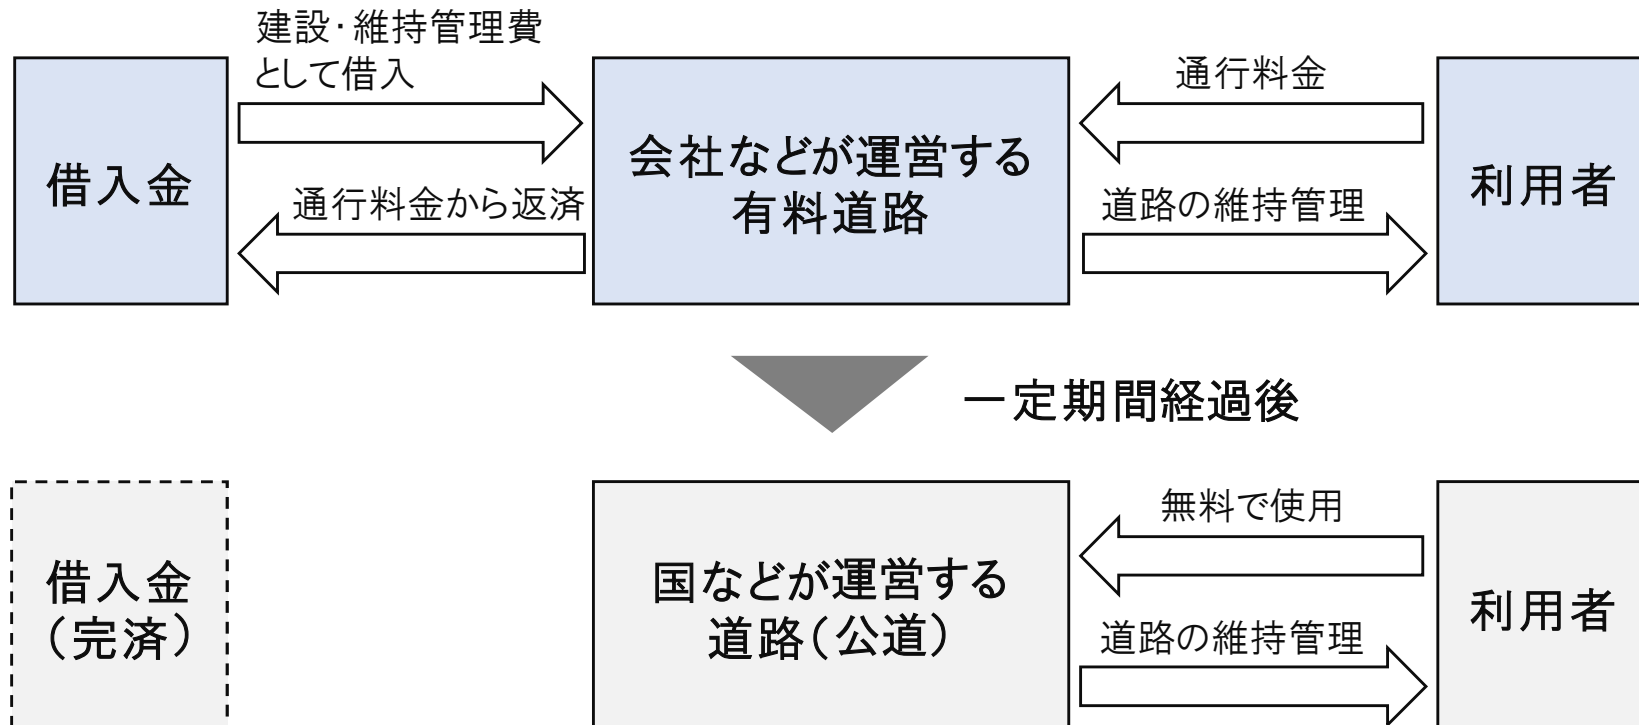 建設・維持管理費
として借入
通行料金
借入金
会社などが運営する
有料道路
利用者
通行料金から返済
道路の維持管理
一定期間経過後
無料で使用
借入金
(完済)
国などが運営する
道路(公道)
利用者
道路の維持管理